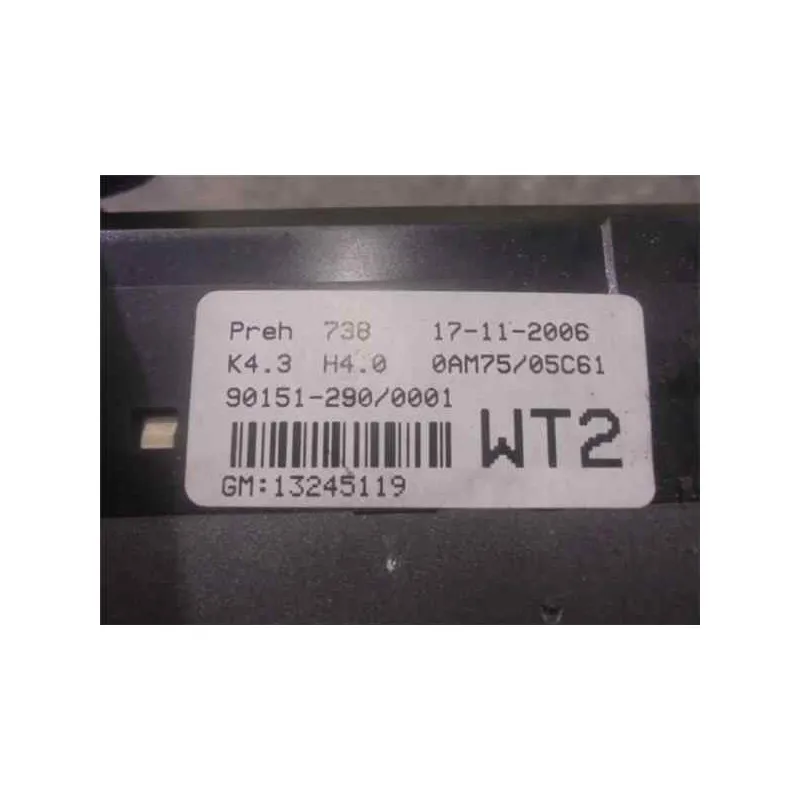 Preh 738 17-11-2006
K4.3 H4.0 0AM75/05C61
90151-290/0001
WT2
GM:13245119